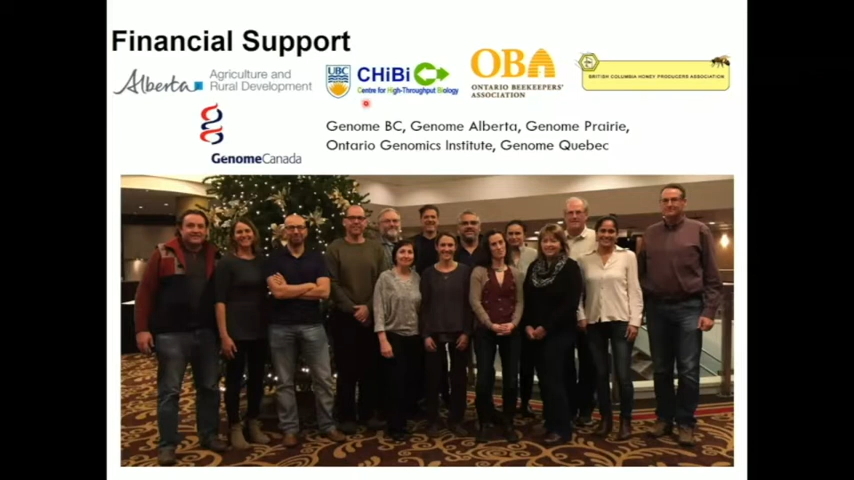 Financial Support
Alberta Agriculture and
Rural Development
UBC CHiBi
Centre for High-Throughput Biology
OBA
ONTARIO BEEKEEPERS'
ASSOCIATION
BRITISH COLUMBIA HONEY PRODUCERS ASSOCIATION
GenomeCanada
Genome BC, Genome Alberta, Genome Prairie,
Ontario Genomics Institute, Genome Quebec